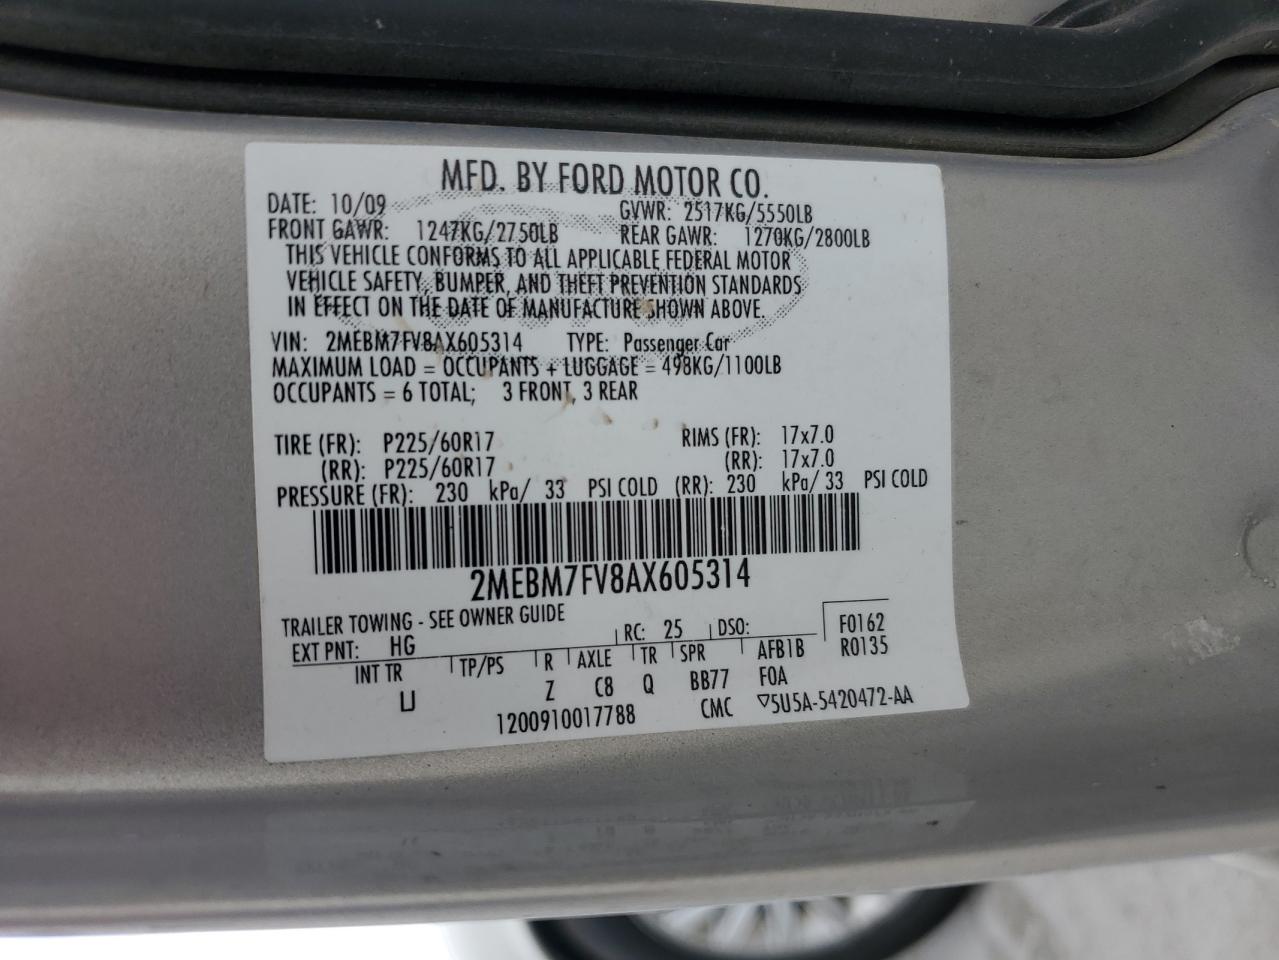 MFD. BY FORD MOTOR CO.
DATE: 10/09 GVWR: 2517KG/5550LB
FRONT GAWR: 1247KG/2750LB REAR GAWR: 1270KG/2800LB
THIS VEHICLE CONFORMS TO ALL APPLICABLE FEDERAL MOTOR
VEHICLE SAFETY, BUMPER, AND THEFT PREVENTION STANDARDS
IN EFFECT ON THE DATE OF MANUFACTURE SHOWN ABOVE.
VIN: 2MEBM7FV8AX605314 TYPE: Passenger Car
MAXIMUM LOAD = OCCUPANTS + LUGGAGE = 498KG/1100LB
OCCUPANTS = 6 TOTAL; 3 FRONT, 3 REAR
TIRE (FR): P225/60R17 RIMS (FR): 17x7.0
(RR): P225/60R17 (RR): 17x7.0
PRESSURE (FR): 230 kPa/ 33 PSI COLD (RR): 230 kPa/ 33 PSI COLD
2MEBM7FV8AX605314
TRAILER TOWING - SEE OWNER GUIDE
EXT PNT: HG RC: 25 DSO: F0162
INT TR TP/PS R AXLE TR SPR AFB1B R0135
U Z C8 Q BB77 FOA
1200910017788 CMC ▽5U5A-5420472-AA